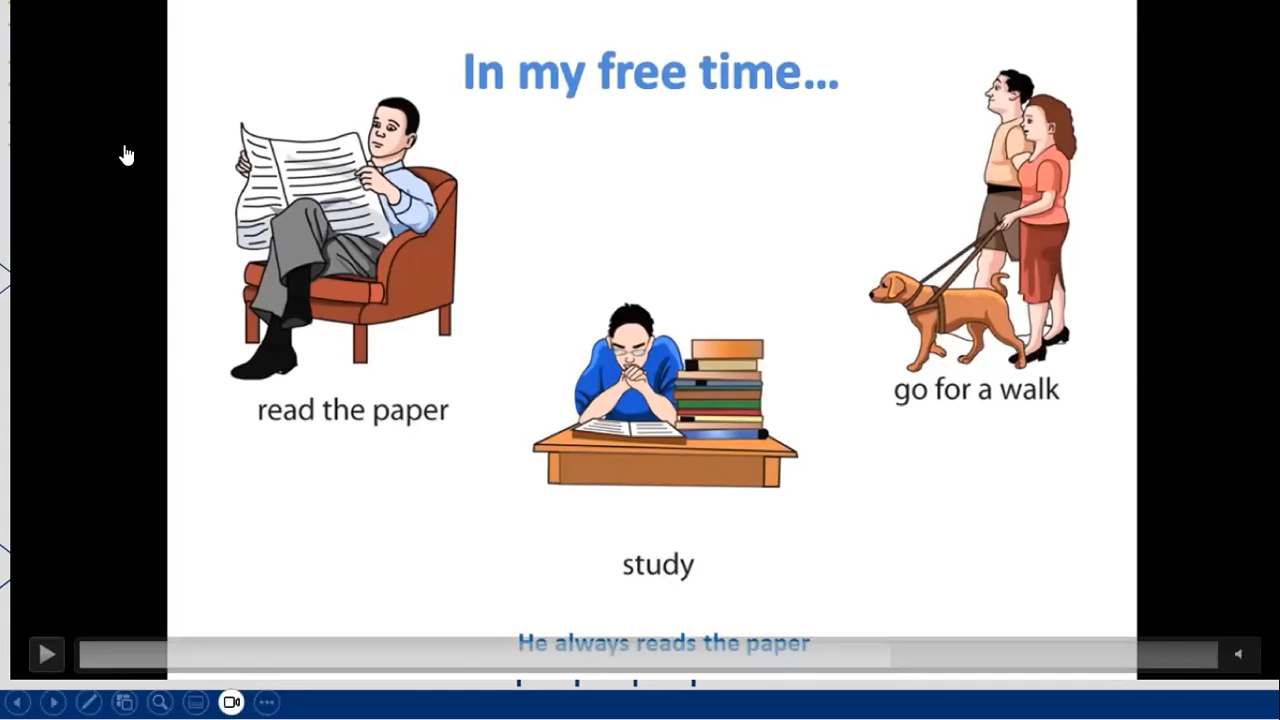 In my free time...
read the paper
go for a walk
study
He always reads the paper